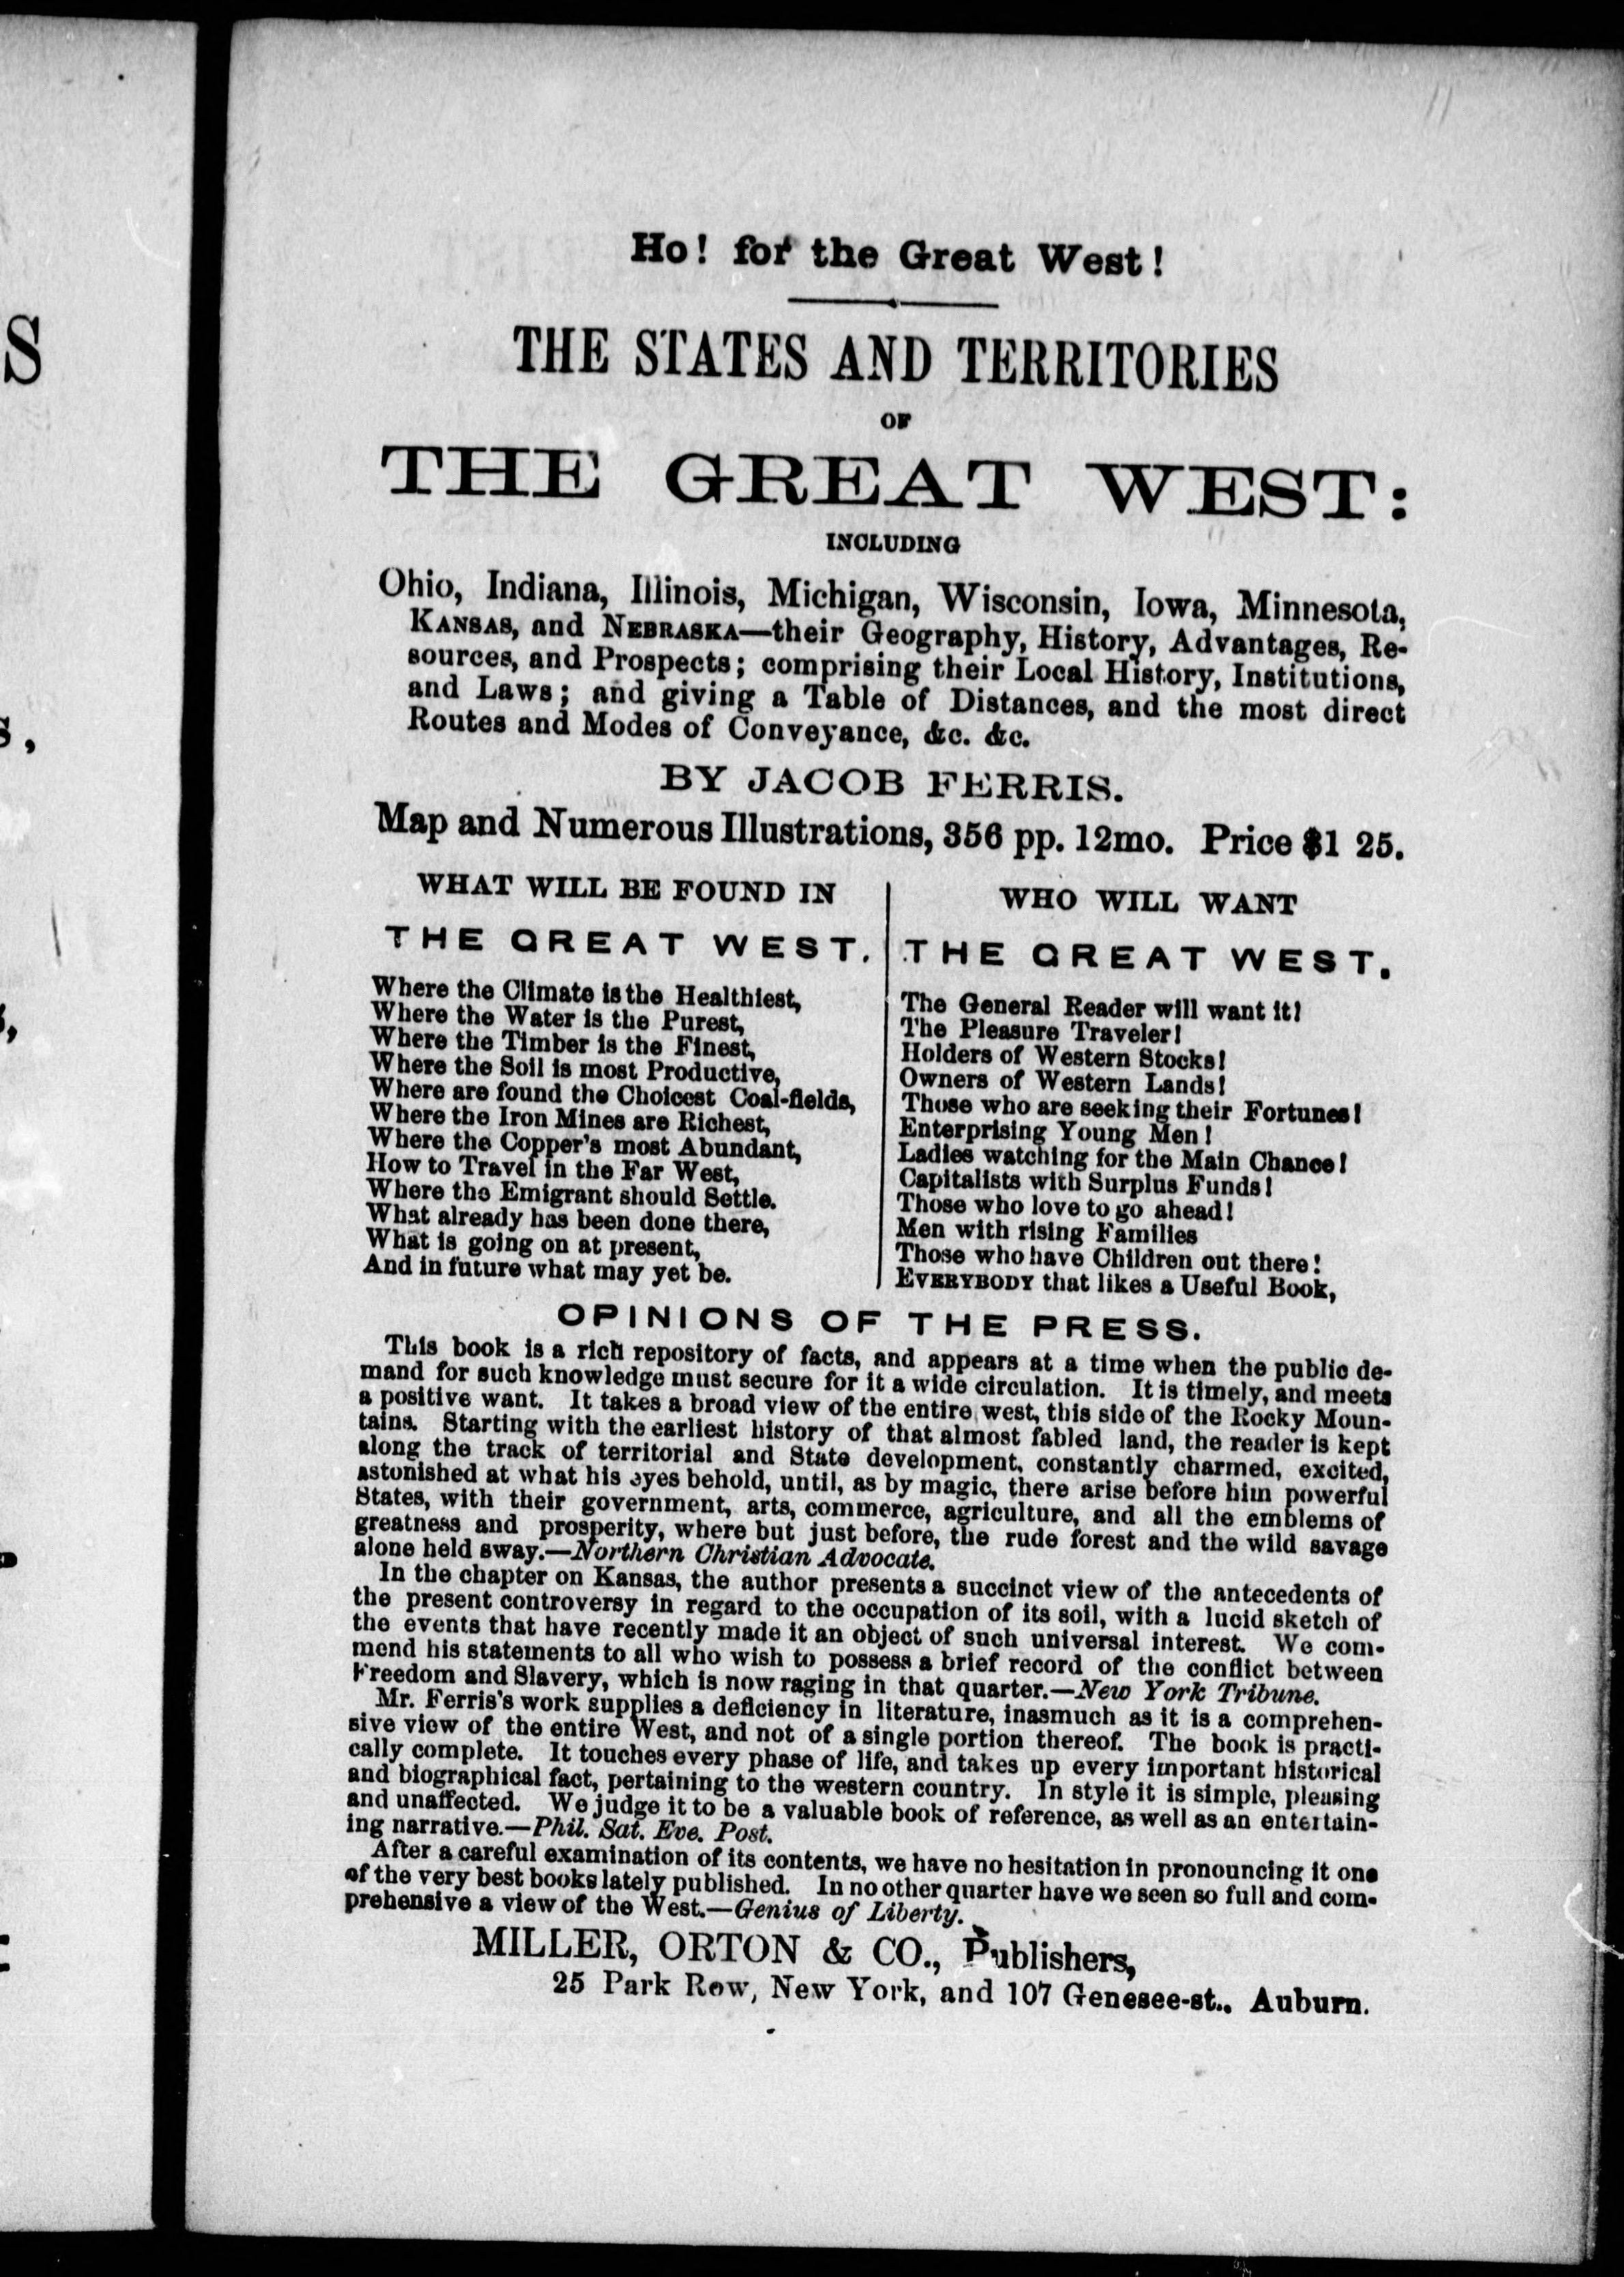 Ho! for the Great West!
THE STATES AND TERRITORIES
OF
THE GREAT WEST:
INCLUDING
Ohio, Indiana, Illinois, Michigan, Wisconsin, Iowa, Minnesota,
KANSAS, and NEBRASKA—their Geography, History, Advantages, Re-
sources, and Prospects; comprising their Local History, Institutions,
and Laws; and giving a Table of Distances, and the most direct
Routes and Modes of Conveyance, &c. &c.
BY JACOB FERRIS.
Map and Numerous Illustrations, 356 pp. 12mo. Price $1 25.
WHAT WILL BE FOUND IN
THE GREAT WEST.
Where the Climate is the Healthiest,
Where the Water is the Purest,
Where the Timber is the Finest,
Where the Soil is most Productive,
Where are found the Choicest Coal-fields,
Where the Iron Mines are Richest,
Where the Copper's most Abundant,
How to Travel in the Far West,
Where the Emigrant should Settle.
What already has been done there,
What is going on at present,
And in future what may yet be.
WHO WILL WANT
THE GREAT WEST.
The General Reader will want it!
The Pleasure Traveler!
Holders of Western Stocks!
Owners of Western Lands!
Those who are seeking their Fortunes!
Enterprising Young Men!
Ladies watching for the Main Chance!
Capitalists with Surplus Funds!
Those who love to go ahead!
Men with rising Families
Those who have Children out there!
EVERYBODY that likes a Useful Book,
OPINIONS OF THE PRESS.
This book is a rich repository of facts, and appears at a time when the public de-
mand for such knowledge must secure for it a wide circulation. It is timely, and meets
a positive want. It takes a broad view of the entire west, this side of the Rocky Moun-
tains. Starting with the earliest history of that almost fabled land, the reader is kept
along the track of territorial and State development, constantly charmed, excited,
astonished at what his eyes behold, until, as by magic, there arise before him powerful
States, with their government, arts, commerce, agriculture, and all the emblems of
greatness and prosperity, where but just before, the rude forest and the wild savage
alone held sway.—Northern Christian Advocate.
In the chapter on Kansas, the author presents a succinct view of the antecedents of
the present controversy in regard to the occupation of its soil, with a lucid sketch of
the events that have recently made it an object of such universal interest. We com-
mend his statements to all who wish to possess a brief record of the conflict between
Freedom and Slavery, which is now raging in that quarter.—New York Tribune.
Mr. Ferris's work supplies a deficiency in literature, inasmuch as it is a comprehen-
sive view of the entire West, and not of a single portion thereof. The book is practi-
cally complete. It touches every phase of life, and takes up every important historical
and biographical fact, pertaining to the western country. In style it is simple, pleasing
and unaffected. We judge it to be a valuable book of reference, as well as an entertain-
ing narrative.—Phil. Sat. Eve. Post.
After a careful examination of its contents, we have no hesitation in pronouncing it one
of the very best books lately published. In no other quarter have we seen so full and com-
prehensive a view of the West.—Genius of Liberty.
MILLER, ORTON & CO., Publishers,
25 Park Row, New York, and 107 Genesee-st., Auburn.